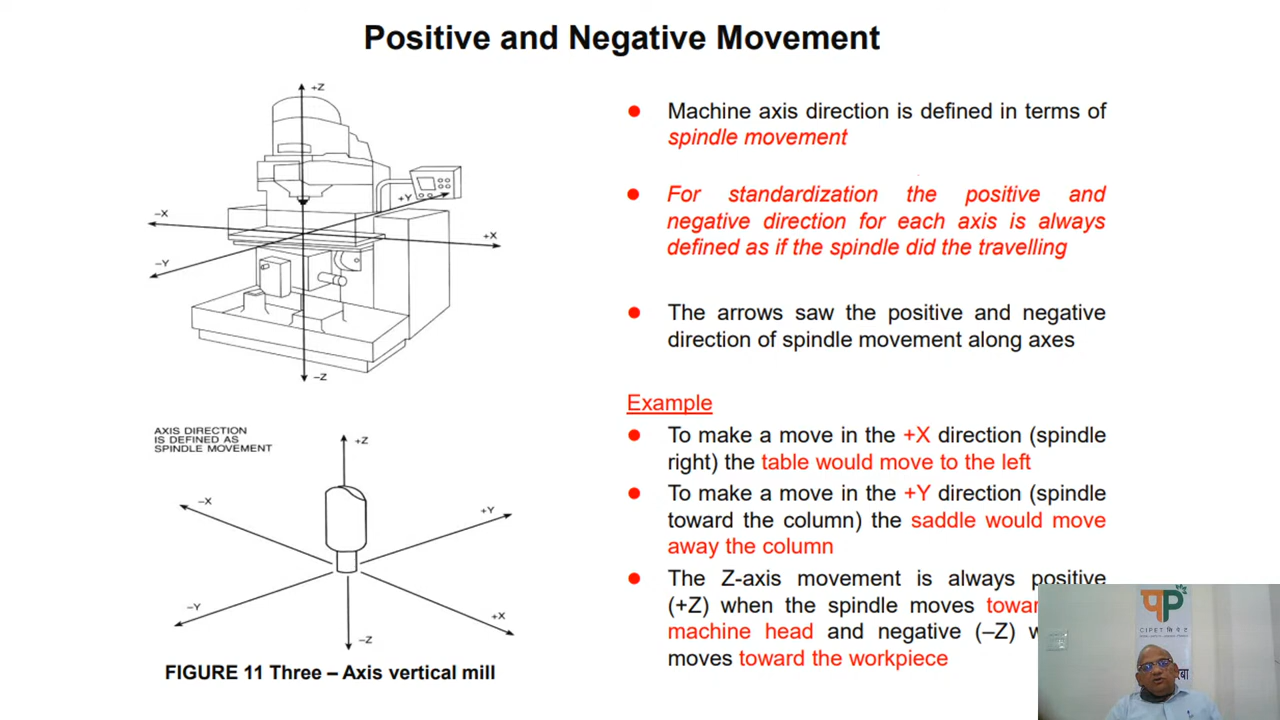 Positive and Negative Movement
+Z
+Y
–X
+X
–Y
–Z
AXIS DIRECTION
IS DEFINED AS
SPINDLE MOVEMENT
+Z
–X
+Y
–Y
+X
–Z
FIGURE 11 Three – Axis vertical mill
Machine axis direction is defined in terms of
spindle movement
For standardization the positive and
negative direction for each axis is always
defined as if the spindle did the travelling
The arrows saw the positive and negative
direction of spindle movement along axes
Example
To make a move in the +X direction (spindle
right) the table would move to the left
To make a move in the +Y direction (spindle
toward the column) the saddle would move
away the column
The Z-axis movement is always positive
(+Z) when the spindle moves
machine head and negative (–Z)
moves toward the workpiece
CIPET